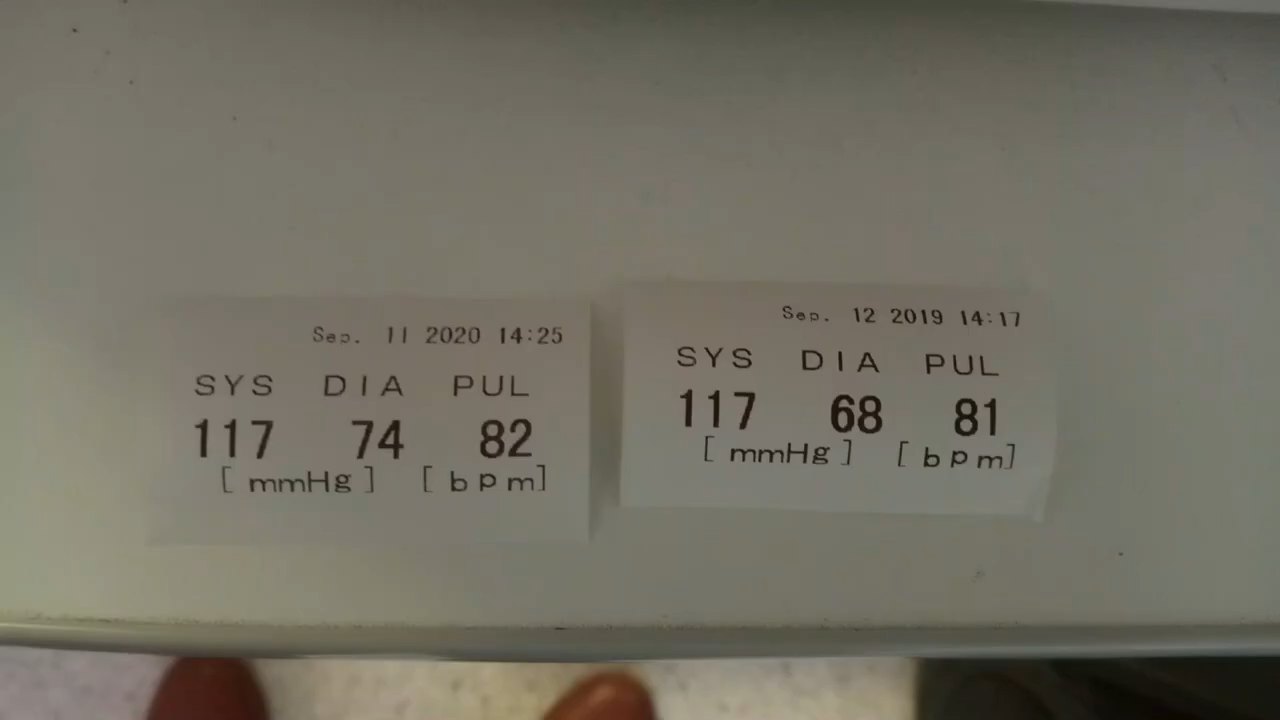 Sep. 11 2020 14:25
SYS DIA PUL
117 74 82
[ mmHg ] [ bpm]
Sep. 12 2019 14:17
SYS DIA PUL
117 68 81
[ mmHg ] [ bpm]